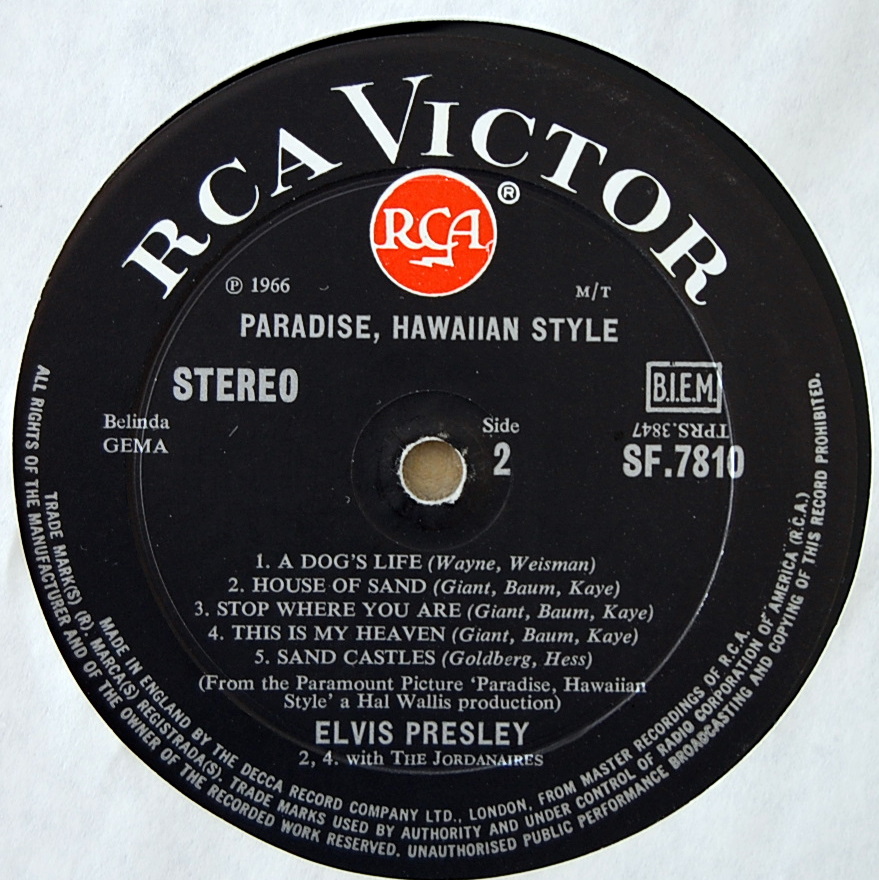 RCA VICTOR
RCA ®
℗ 1966
M/T
PARADISE, HAWAIIAN STYLE
STEREO
B.I.E.M.
TPRS.3847
Belinda
GEMA
Side
2
SF.7810
1. A DOG'S LIFE (Wayne, Weisman)
2. HOUSE OF SAND (Giant, Baum, Kaye)
3. STOP WHERE YOU ARE (Giant, Baum, Kaye)
4. THIS IS MY HEAVEN (Giant, Baum, Kaye)
5. SAND CASTLES (Goldberg, Hess)
(From the Paramount Picture 'Paradise, Hawaiian
Style' a Hal Wallis production)
ELVIS PRESLEY
2, 4. with THE JORDANAIRES
MADE IN ENGLAND BY THE DECCA RECORD COMPANY LTD., LONDON, FROM MASTER RECORDINGS OF R.C.A.
TRADE MARK(S) (R). MARCA(S) REGISTRADA(S). TRADE MARKS USED BY AUTHORITY AND UNDER CONTROL OF RADIO CORPORATION OF AMERICA (R.C.A.)
ALL RIGHTS OF THE MANUFACTURER AND OF THE OWNER OF THE RECORDED WORK RESERVED. UNAUTHORISED PUBLIC PERFORMANCE BROADCASTING AND COPYING OF THIS RECORD PROHIBITED.